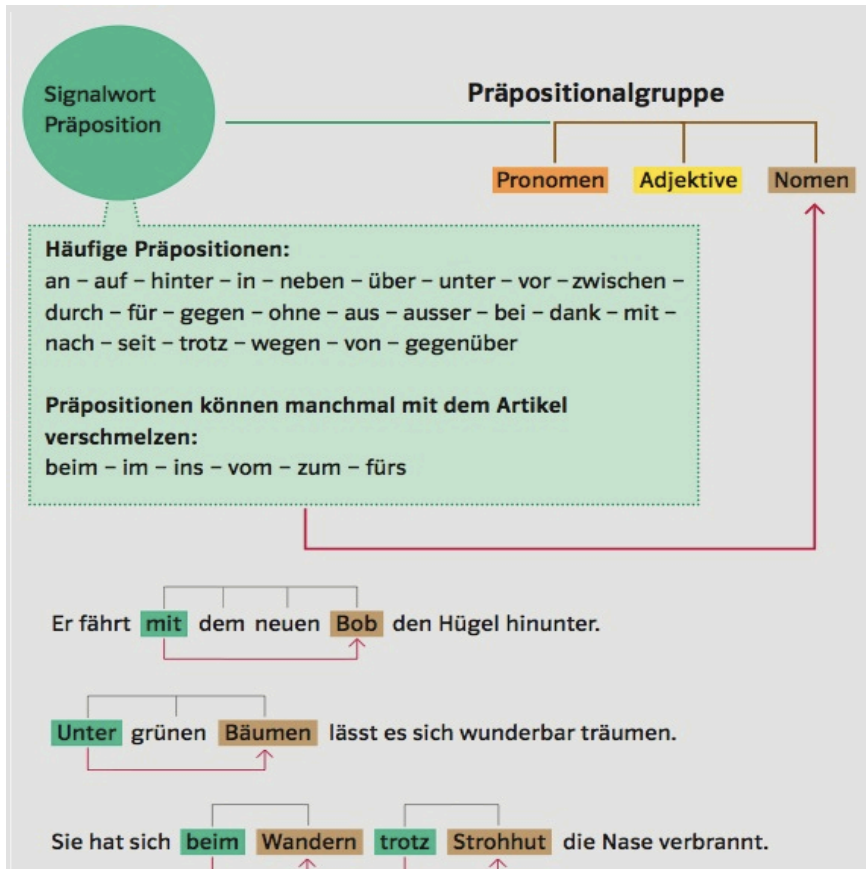 Signalwort
Präposition
Präpositionalgruppe
Pronomen Adjektive Nomen
Häufige Präpositionen:
an – auf – hinter – in – neben – über – unter – vor – zwischen –
durch – für – gegen – ohne – aus – ausser – bei – dank – mit –
nach – seit – trotz – wegen – von – gegenüber
Präpositionen können manchmal mit dem Artikel
verschmelzen:
beim – im – ins – vom – zum – fürs
Er fährt mit dem neuen Bob den Hügel hinunter.
Unter grünen Bäumen lässt es sich wunderbar träumen.
Sie hat sich beim Wandern trotz Strohhut die Nase verbrannt.